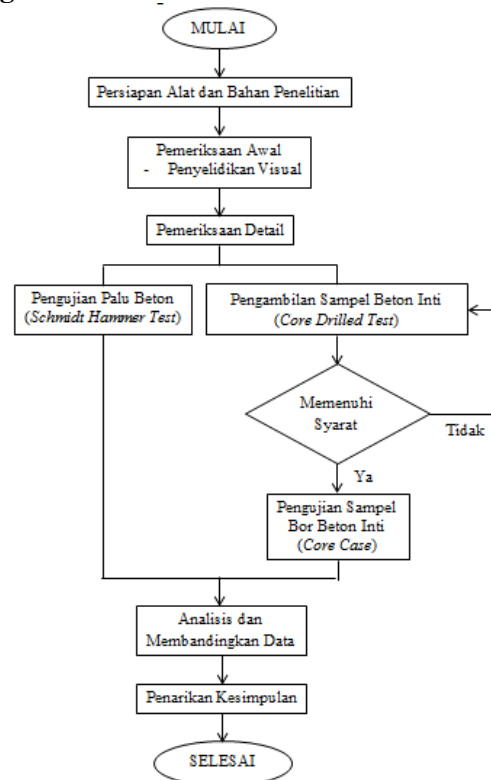 MULAI
Persiapan Alat dan Bahan Penelitian
Pemeriksaan Awal
- Penyelidikan Visual
Pemeriksaan Detail
Pengujian Palu Beton
(Schmidt Hammer Test)
Pengambilan Sampel Beton Inti
(Core Drilled Test)
Memenuhi
Syarat
Tidak
Ya
Pengujian Sampel
Bor Beton Inti
(Core Case)
Analisis dan
Membandingkan Data
Penarikan Kesimpulan
SELESAI